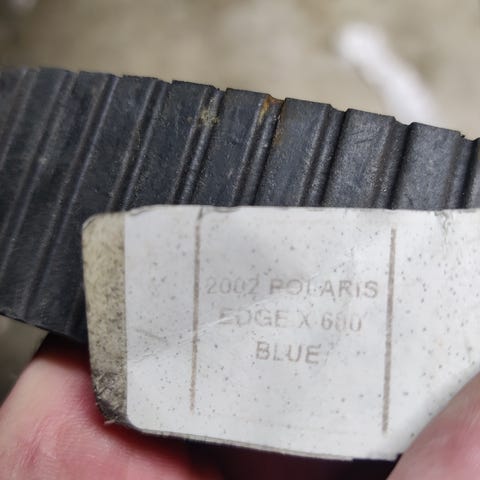 2002 POLARIS
EDGE X 600
BLUE